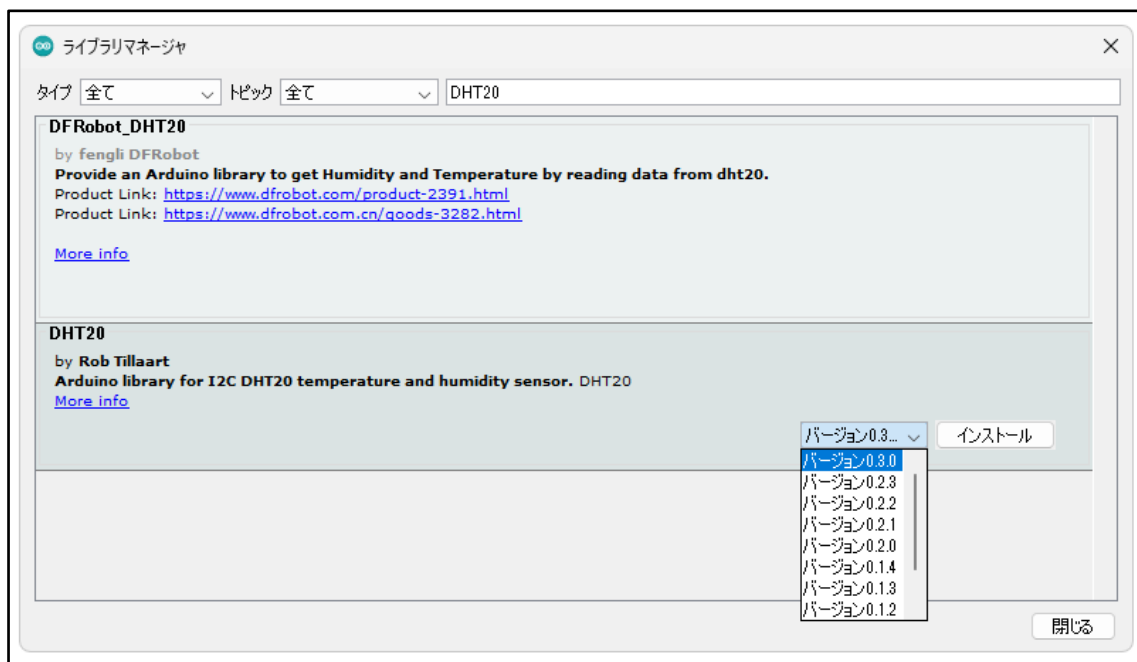 ライブラリマネージャ
タイプ 全て トピック 全て DHT20
DFRobot_DHT20
by fengli DFRobot
Provide an Arduino library to get Humidity and Temperature by reading data from dht20.
Product Link: https://www.dfrobot.com/product-2391.html
Product Link: https://www.dfrobot.com.cn/goods-3282.html
More info
DHT20
by Rob Tillaart
Arduino library for I2C DHT20 temperature and humidity sensor. DHT20
More info
バージョン0.3... インストール
バージョン0.3.0
バージョン0.2.3
バージョン0.2.2
バージョン0.2.1
バージョン0.2.0
バージョン0.1.4
バージョン0.1.3
バージョン0.1.2
閉じる